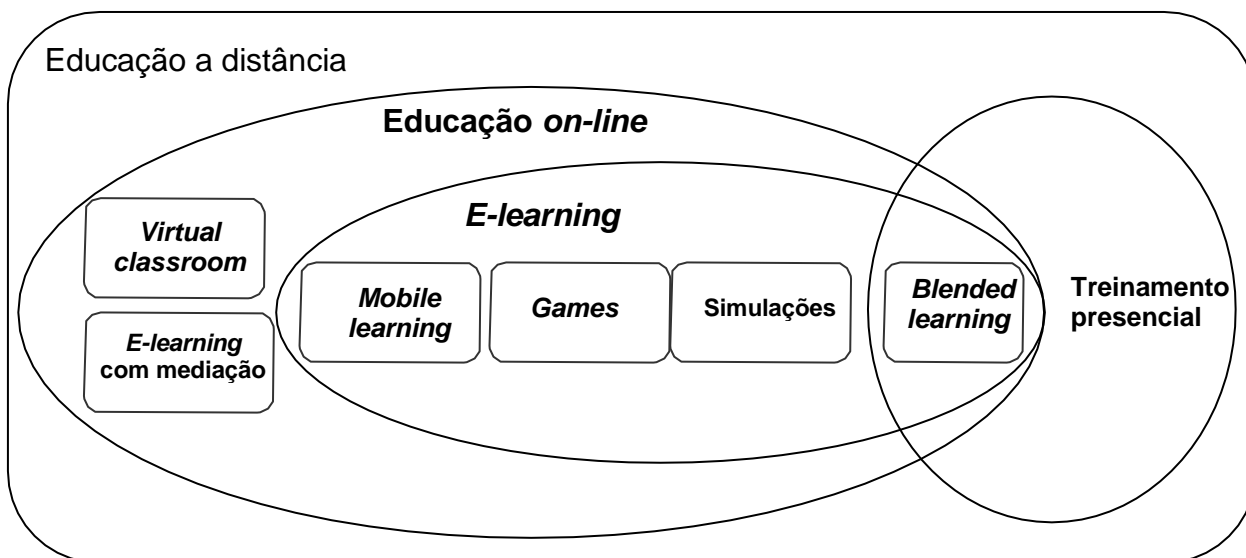 Educação a distância
Educação on-line
E-learning
Virtual
classroom
E-learning
com mediação
Mobile
learning
Games
Simulações
Blended
learning
Treinamento
presencial